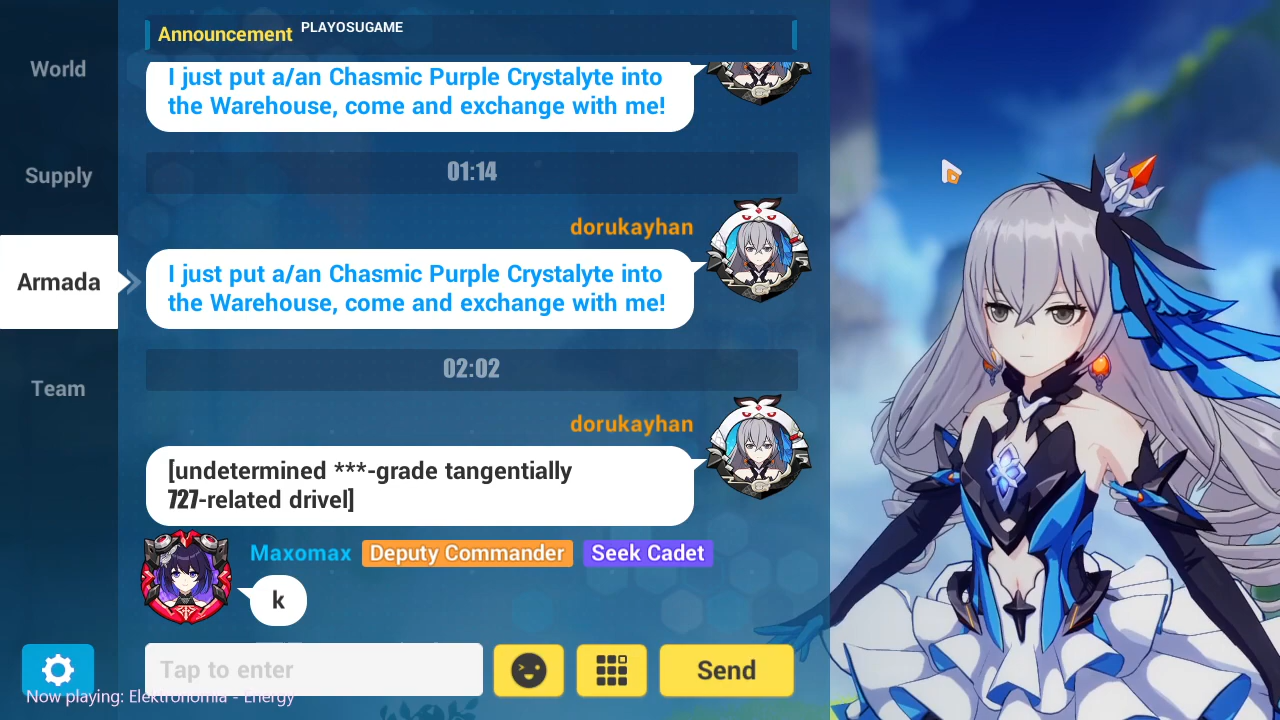 Announcement PLAYOSUGAME
World
Supply
Armada
Team
I just put a/an Chasmic Purple Crystalyte into
the Warehouse, come and exchange with me!
01:14
dorukayhan
I just put a/an Chasmic Purple Crystalyte into
the Warehouse, come and exchange with me!
02:02
dorukayhan
[undetermined ***-grade tangentially
727-related drivel]
Maxomax Deputy Commander Seek Cadet
k
Tap to enter
Send
Now playing: Elektronomia - Energy